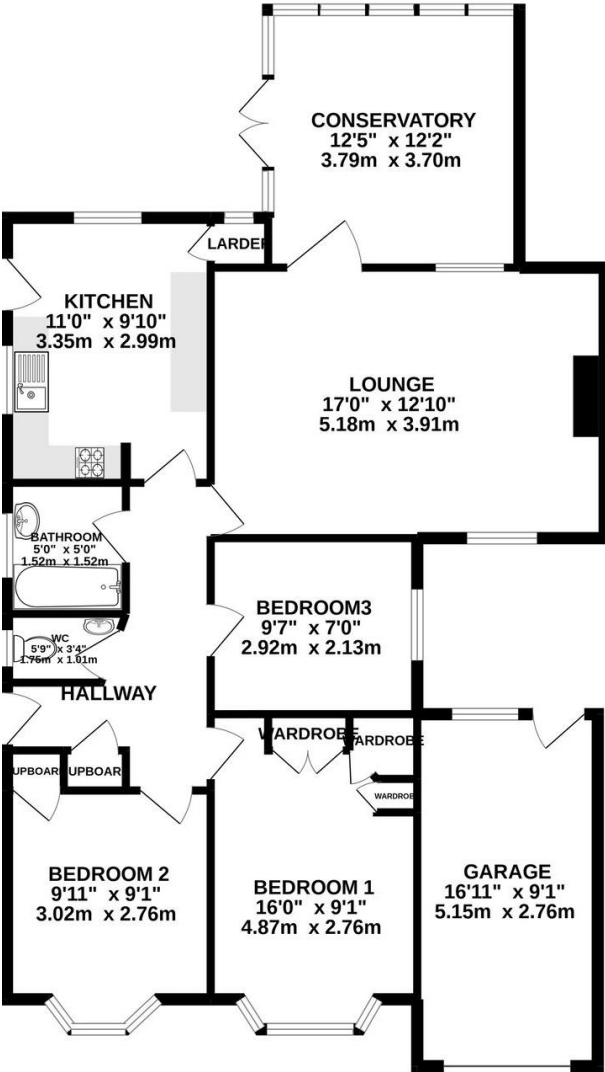 CONSERVATORY
12'5" x 12'2"
3.79m x 3.70m
LARDER
KITCHEN
11'0" x 9'10"
3.35m x 2.99m
LOUNGE
17'0" x 12'10"
5.18m x 3.91m
BATHROOM
5'0" x 5'0"
1.52m x 1.52m
BEDROOM3
9'7" x 7'0"
2.92m x 2.13m
WC
5'9" x 3'4"
1.75m x 1.01m
HALLWAY
WARDROBE
WARDROBE
UPBOAR
UPBOAR
WARDROBE
BEDROOM 2
9'11" x 9'1"
3.02m x 2.76m
BEDROOM 1
16'0" x 9'1"
4.87m x 2.76m
GARAGE
16'11" x 9'1"
5.15m x 2.76m